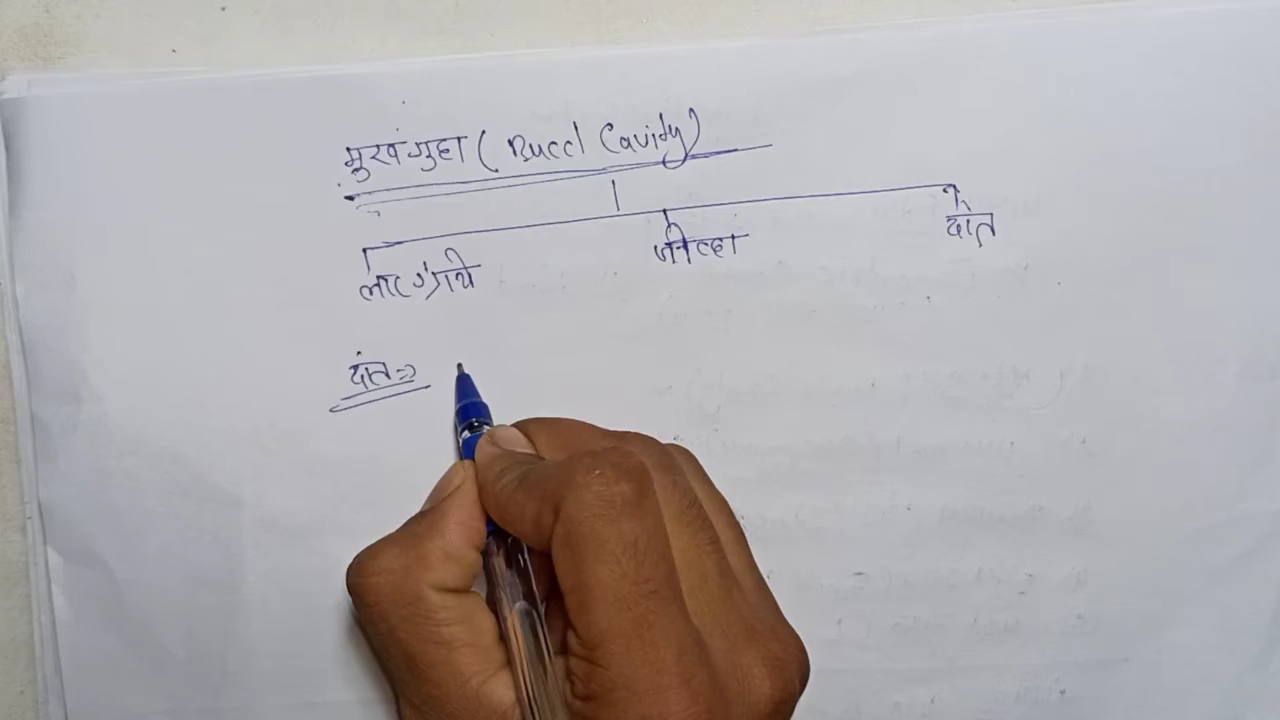 मुखगुहा ( Buccl Cavity)
लार ग्रंथि जीव्हा दांत
दांत =>